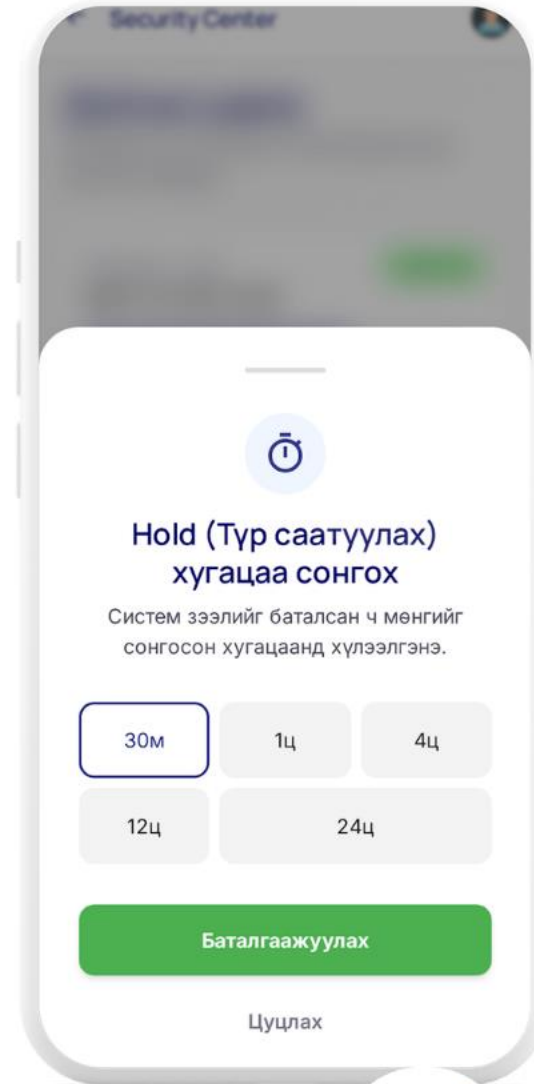 Security Center
Hold (Түр саатуулах)
хугацаа сонгох
Систем зээлийг баталсан ч мөнгийг
сонгосон хугацаанд хүлээлгэнэ.
30м
1ц
4ц
12ц
24ц
Баталгаажуулах
Цуцлах